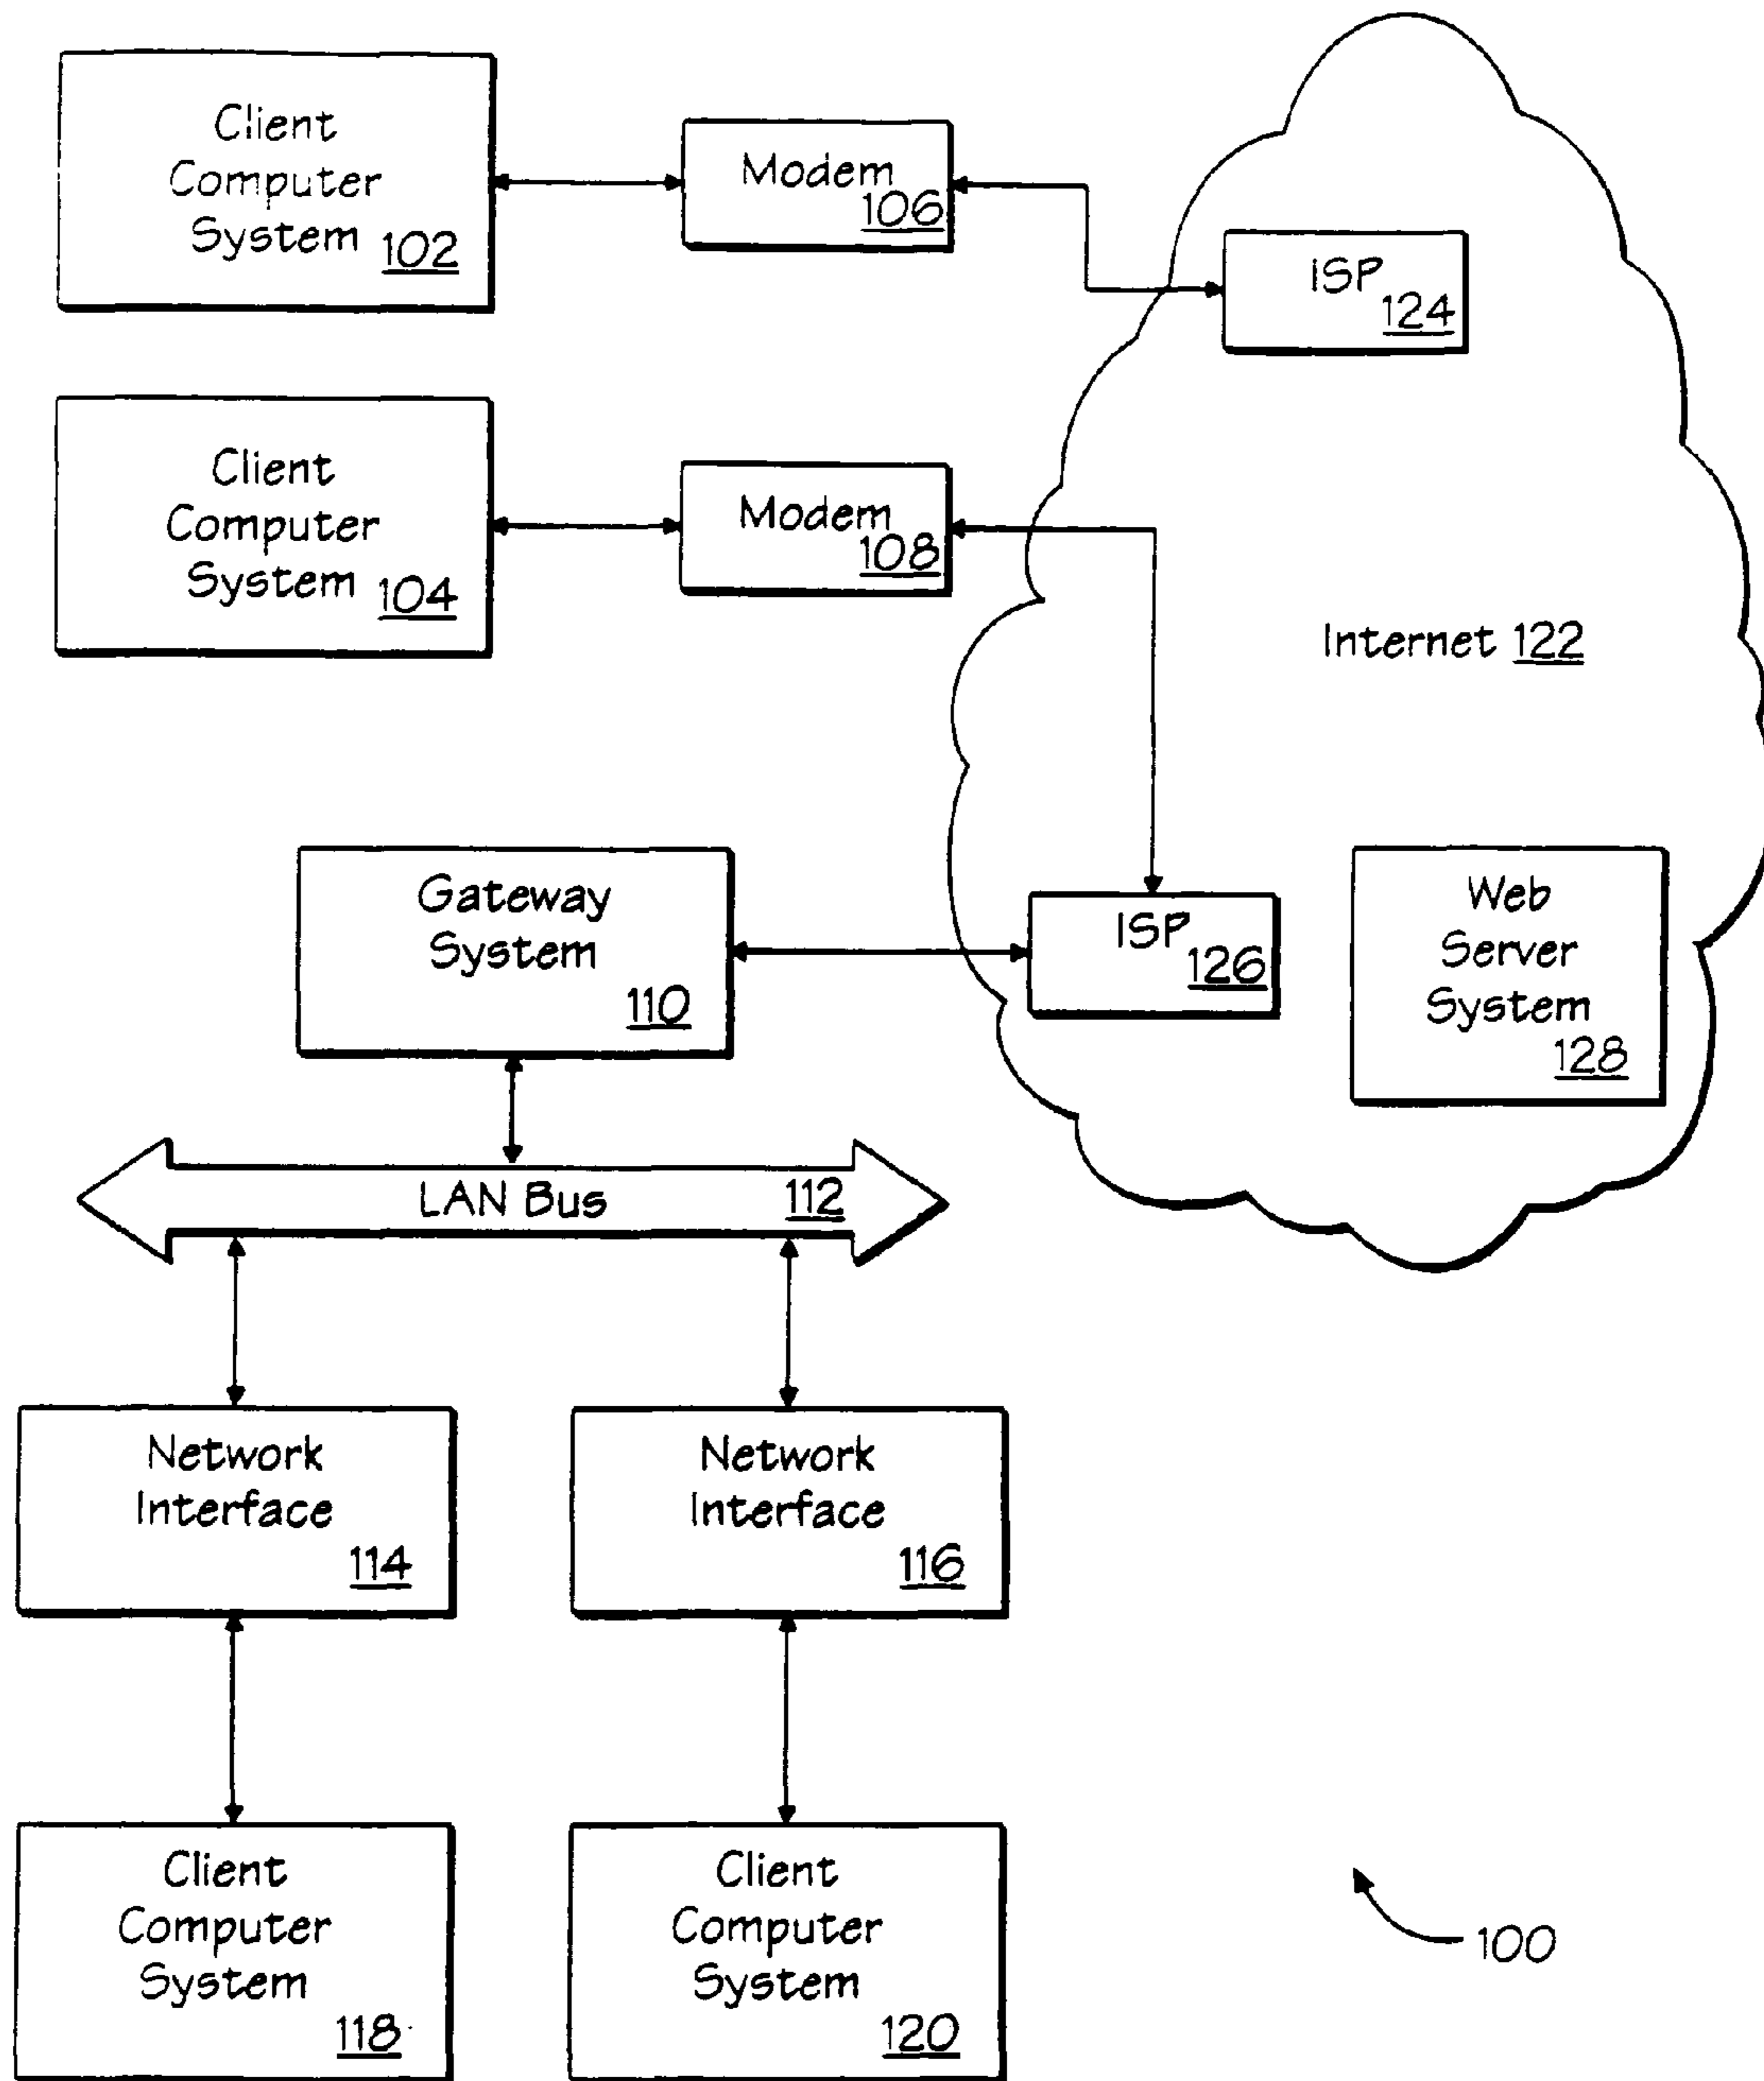 Client
Computer
System 102
Modem
106
ISP
124
Client
Computer
System 104
Modem
108
Internet 122
Gateway
System
110
ISP
126
Web
Server
System
128
LAN Bus 112
Network
Interface
114
Network
Interface
116
Client
Computer
System
118
Client
Computer
System
120
100